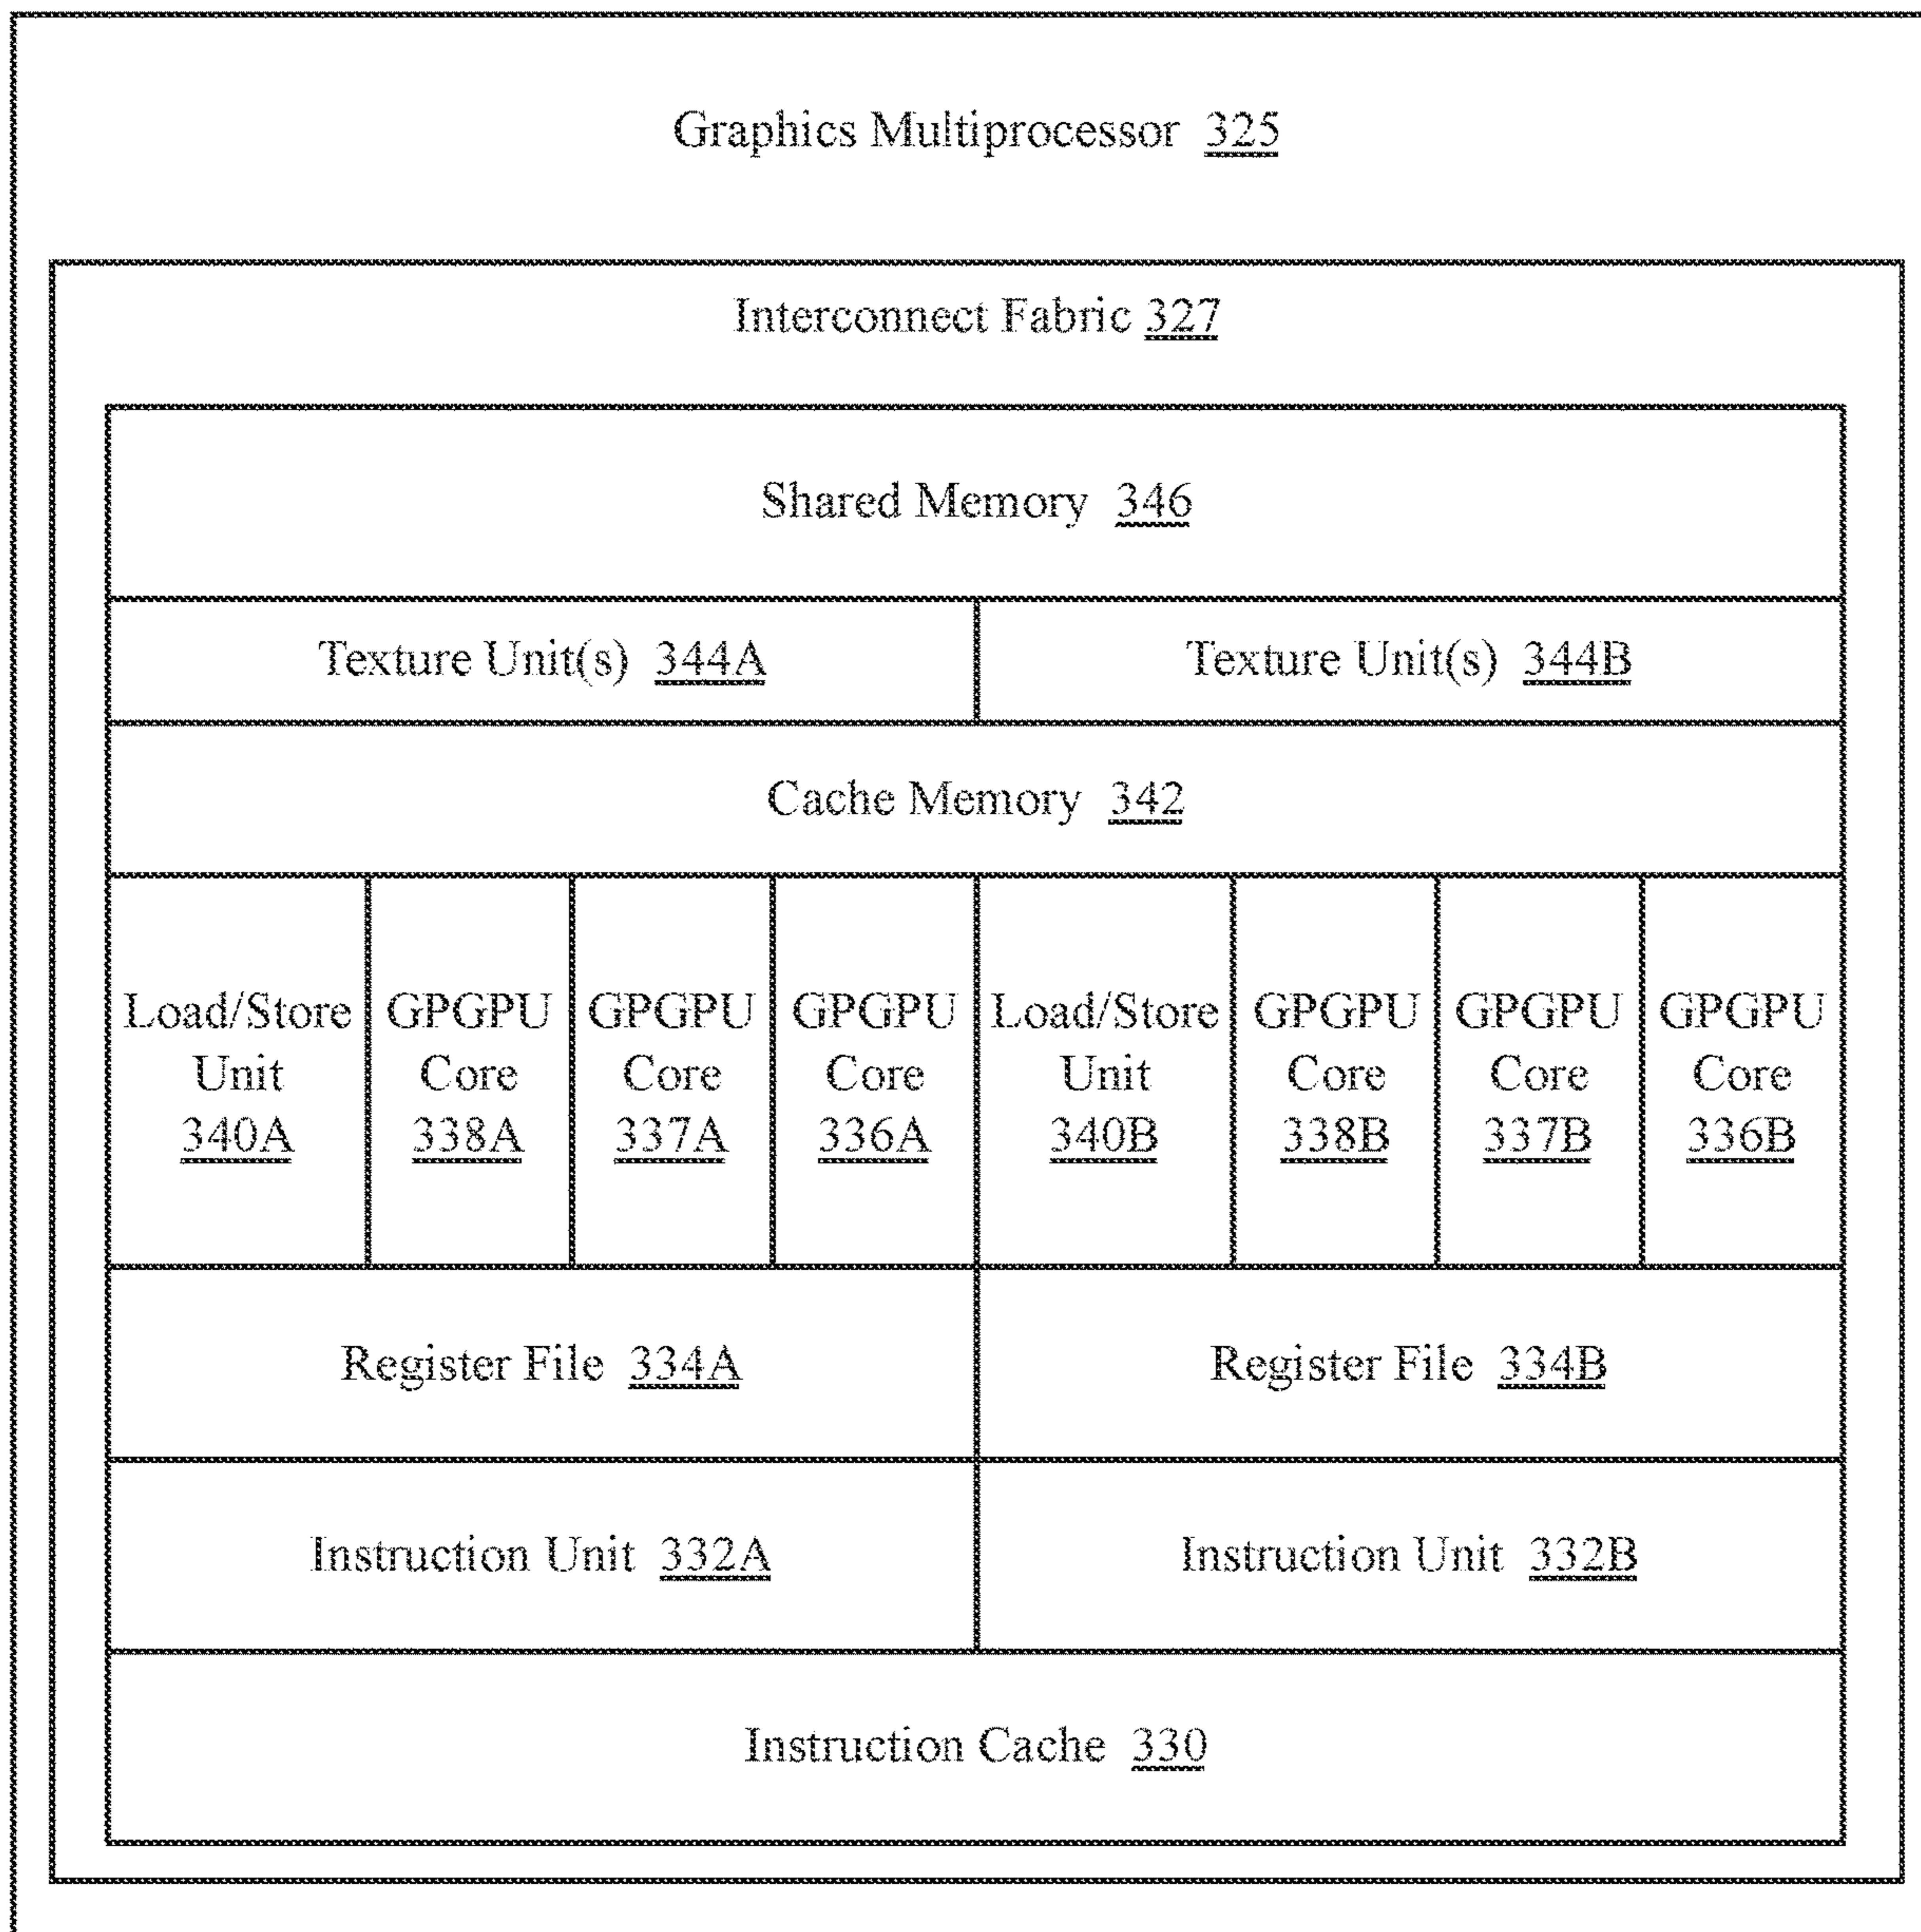 Graphics Multiprocessor 325
Interconnect Fabric 327
Shared Memory 346
Texture Unit(s) 344A
Texture Unit(s) 344B
Cache Memory 342
Load/Store
Unit
340A
GPGPU
Core
338A
GPGPU
Core
337A
GPGPU
Core
336A
Load/Store
Unit
340B
GPGPU
Core
338B
GPGPU
Core
337B
GPGPU
Core
336B
Register File 334A
Register File 334B
Instruction Unit 332A
Instruction Unit 332B
Instruction Cache 330